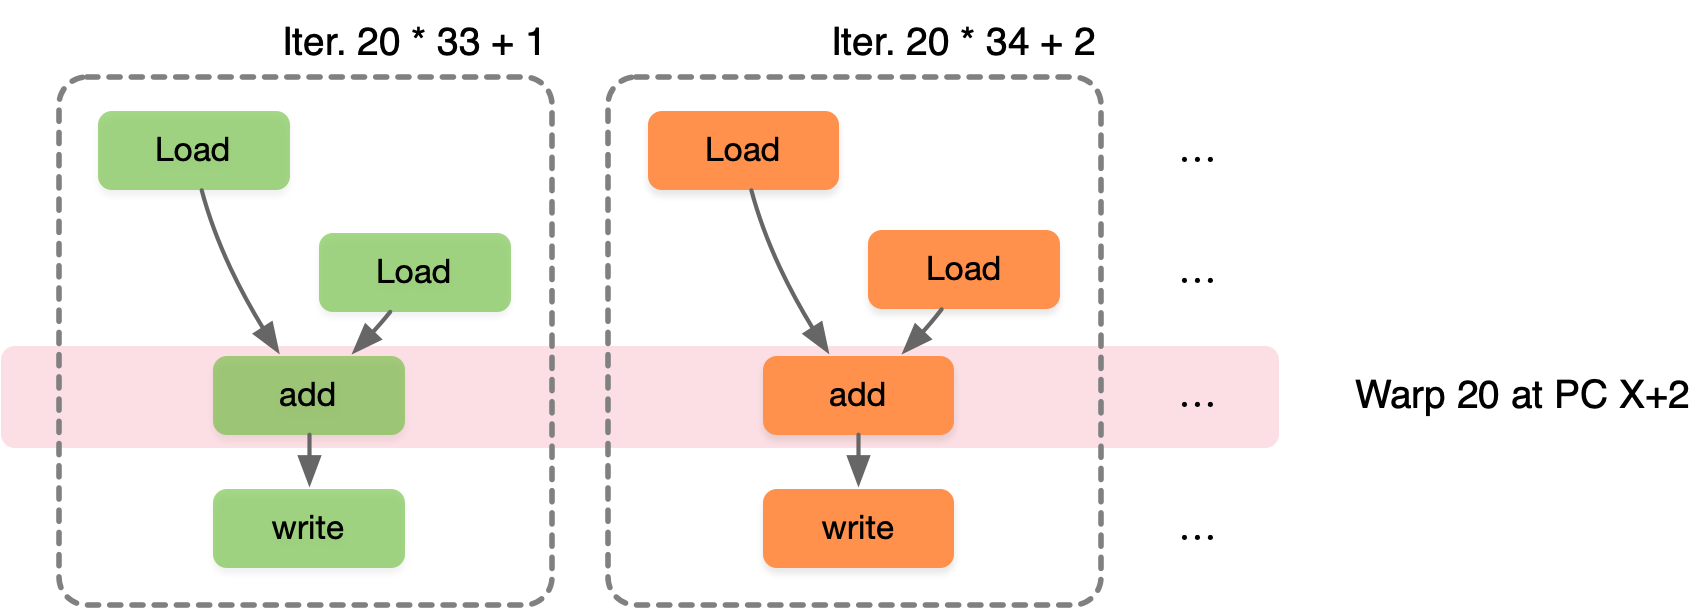 Iter. 20 * 33 + 1
Iter. 20 * 34 + 2
Load
Load
...
Load
Load
...
add
add
...
Warp 20 at PC X+2
write
write
...